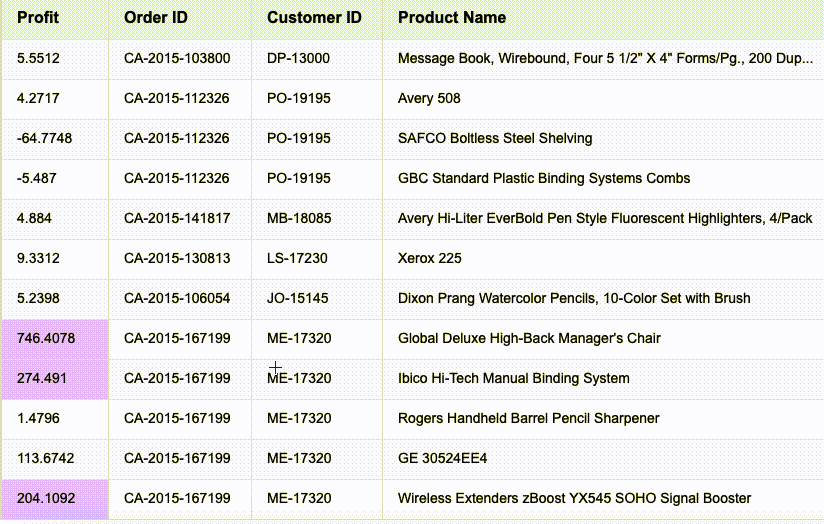 Profit Order ID Customer ID Product Name
5.5512 CA-2015-103800 DP-13000 Message Book, Wirebound, Four 5 1/2" X 4" Forms/Pg., 200 Dup...
4.2717 CA-2015-112326 PO-19195 Avery 508
-64.7748 CA-2015-112326 PO-19195 SAFCO Boltless Steel Shelving
-5.487 CA-2015-112326 PO-19195 GBC Standard Plastic Binding Systems Combs
4.884 CA-2015-141817 MB-18085 Avery Hi-Liter EverBold Pen Style Fluorescent Highlighters, 4/Pack
9.3312 CA-2015-130813 LS-17230 Xerox 225
5.2398 CA-2015-106054 JO-15145 Dixon Prang Watercolor Pencils, 10-Color Set with Brush
746.4078 CA-2015-167199 ME-17320 Global Deluxe High-Back Manager's Chair
274.491 CA-2015-167199 ME-17320 Ibico Hi-Tech Manual Binding System
1.4796 CA-2015-167199 ME-17320 Rogers Handheld Barrel Pencil Sharpener
113.6742 CA-2015-167199 ME-17320 GE 30524EE4
204.1092 CA-2015-167199 ME-17320 Wireless Extenders zBoost YX545 SOHO Signal Booster